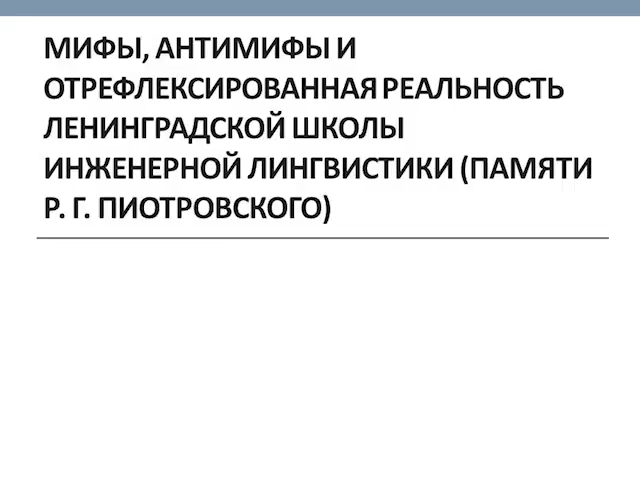 МИФЫ, АНТИМИФЫ И
ОТРЕФЛЕКСИРОВАННАЯ РЕАЛЬНОСТЬ
ЛЕНИНГРАДСКОЙ ШКОЛЫ
ИНЖЕНЕРНОЙ ЛИНГВИСТИКИ (ПАМЯТИ
Р. Г. ПИОТРОВСКОГО)